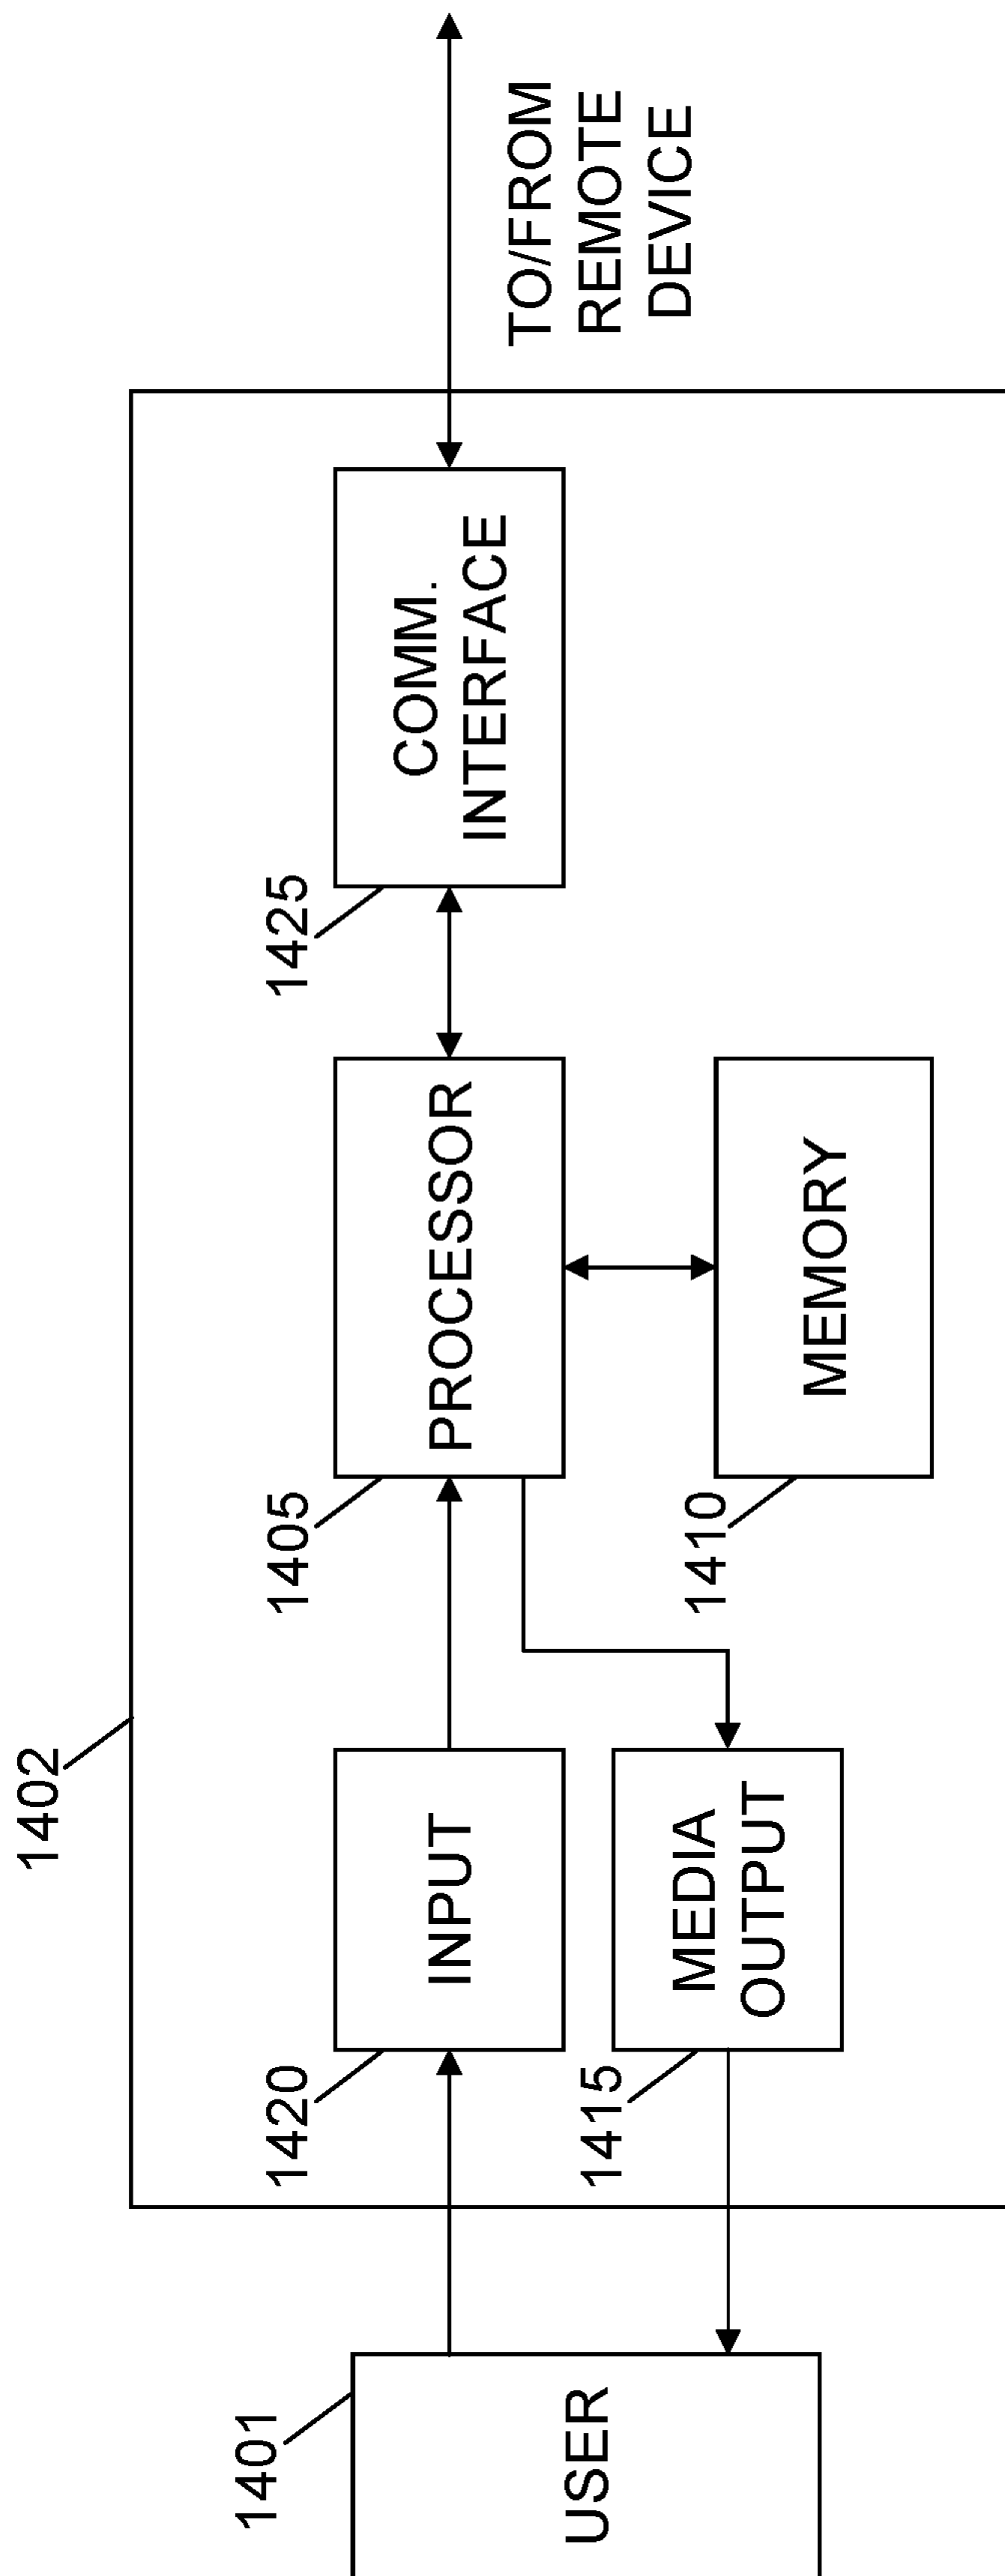 1402
1401
USER
1420
INPUT
1415
MEDIA
OUTPUT
1405
PROCESSOR
1410
MEMORY
1425
COMM.
INTERFACE
TO/FROM
REMOTE
DEVICE